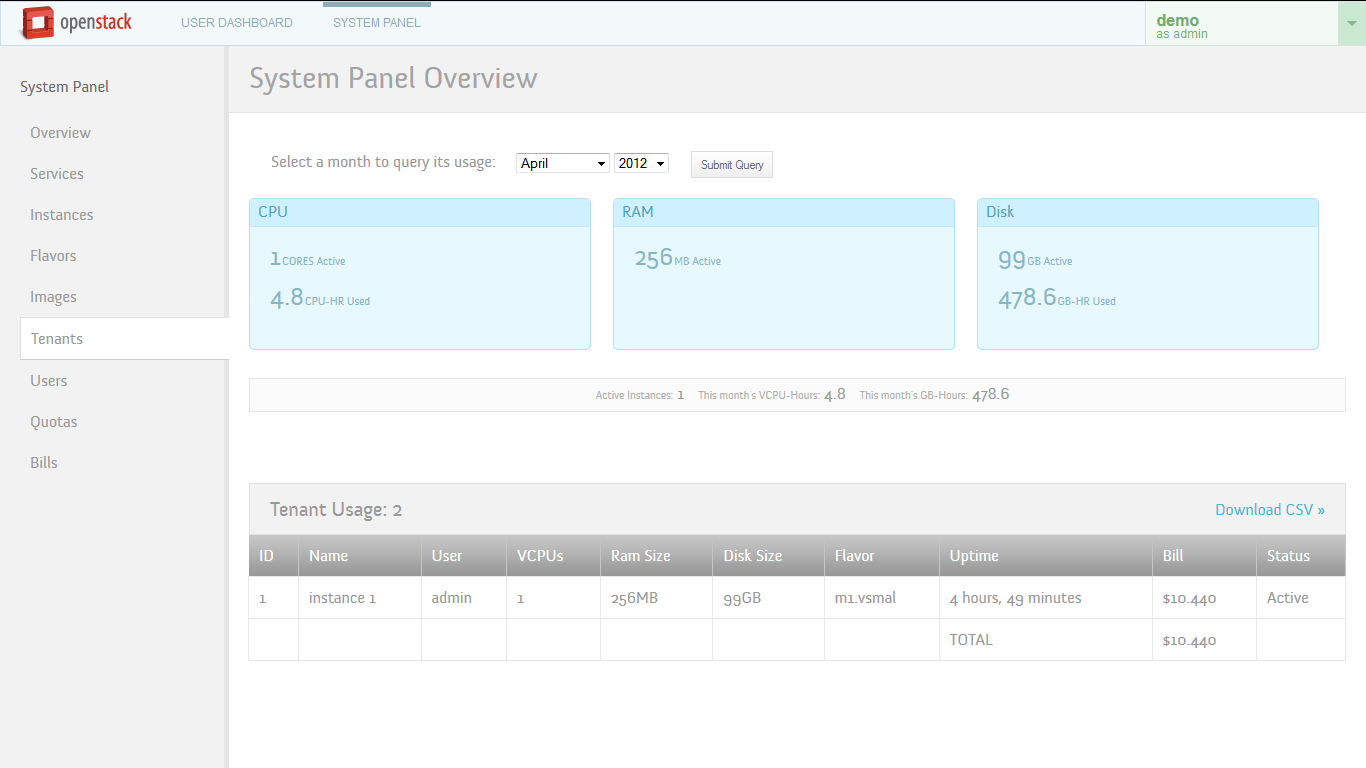 openstack
USER DASHBOARD
SYSTEM PANEL
demo
as admin
System Panel
Overview
Services
Instances
Flavors
Images
Tenants
Users
Quotas
Bills
System Panel Overview
Select a month to query its usage: April 2012 Submit Query
CPU
1 CORES Active
4.8 CPU-HR Used
RAM
256 MB Active
Disk
99 GB Active
478.6 GB-HR Used
Active Instances: 1 This month's VCPU-Hours: 4.8 This month's GB-Hours: 478.6
Tenant Usage: 2 Download CSV »
ID Name User VCPUs Ram Size Disk Size Flavor Uptime Bill Status
1 instance 1 admin 1 256MB 99GB m1.vsmal 4 hours, 49 minutes $10.440 Active
TOTAL $10.440